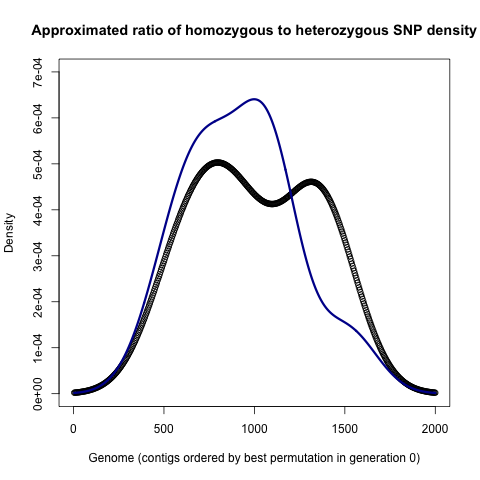 Approximated ratio of homozygous to heterozygous SNP density
7e-04
6e-04
5e-04
4e-04
3e-04
2e-04
1e-04
0e+00
Density
0 500 1000 1500 2000
Genome (contigs ordered by best permutation in generation 0)